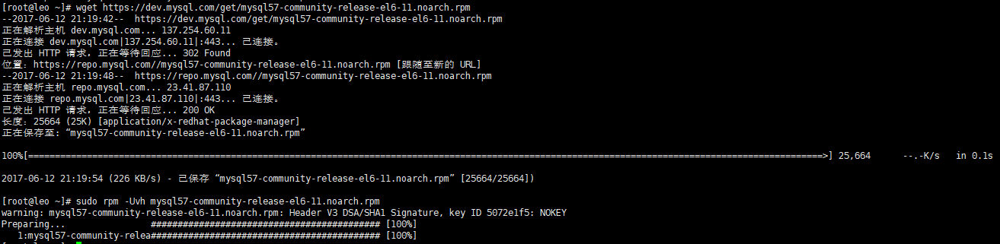 [root@leo ~]# wget https://dev.mysql.com/get/mysql57-community-release-el6-11.noarch.rpm
--2017-06-12 21:19:42--  https://dev.mysql.com/get/mysql57-community-release-el6-11.noarch.rpm
正在解析主机 dev.mysql.com... 137.254.60.11
正在连接 dev.mysql.com|137.254.60.11|:443... 已连接。
已发出 HTTP 请求，正在等待回应... 302 Found
位置：https://repo.mysql.com//mysql57-community-release-el6-11.noarch.rpm [跟随至新的 URL]
--2017-06-12 21:19:48--  https://repo.mysql.com//mysql57-community-release-el6-11.noarch.rpm
正在解析主机 repo.mysql.com... 23.41.87.110
正在连接 repo.mysql.com|23.41.87.110|:443... 已连接。
已发出 HTTP 请求，正在等待回应... 200 OK
长度：25664 (25K) [application/x-redhat-package-manager]
正在保存至: “mysql57-community-release-el6-11.noarch.rpm”
100%[=====================================================================================================================================================>] 25,664      --.-K/s   in 0.1s
2017-06-12 21:19:54 (226 KB/s) - 已保存 “mysql57-community-release-el6-11.noarch.rpm” [25664/25664])
[root@leo ~]# sudo rpm -Uvh mysql57-community-release-el6-11.noarch.rpm
warning: mysql57-community-release-el6-11.noarch.rpm: Header V3 DSA/SHA1 Signature, key ID 5072e1f5: NOKEY
Preparing...                ########################################### [100%]
   1:mysql57-community-relea########################################### [100%]